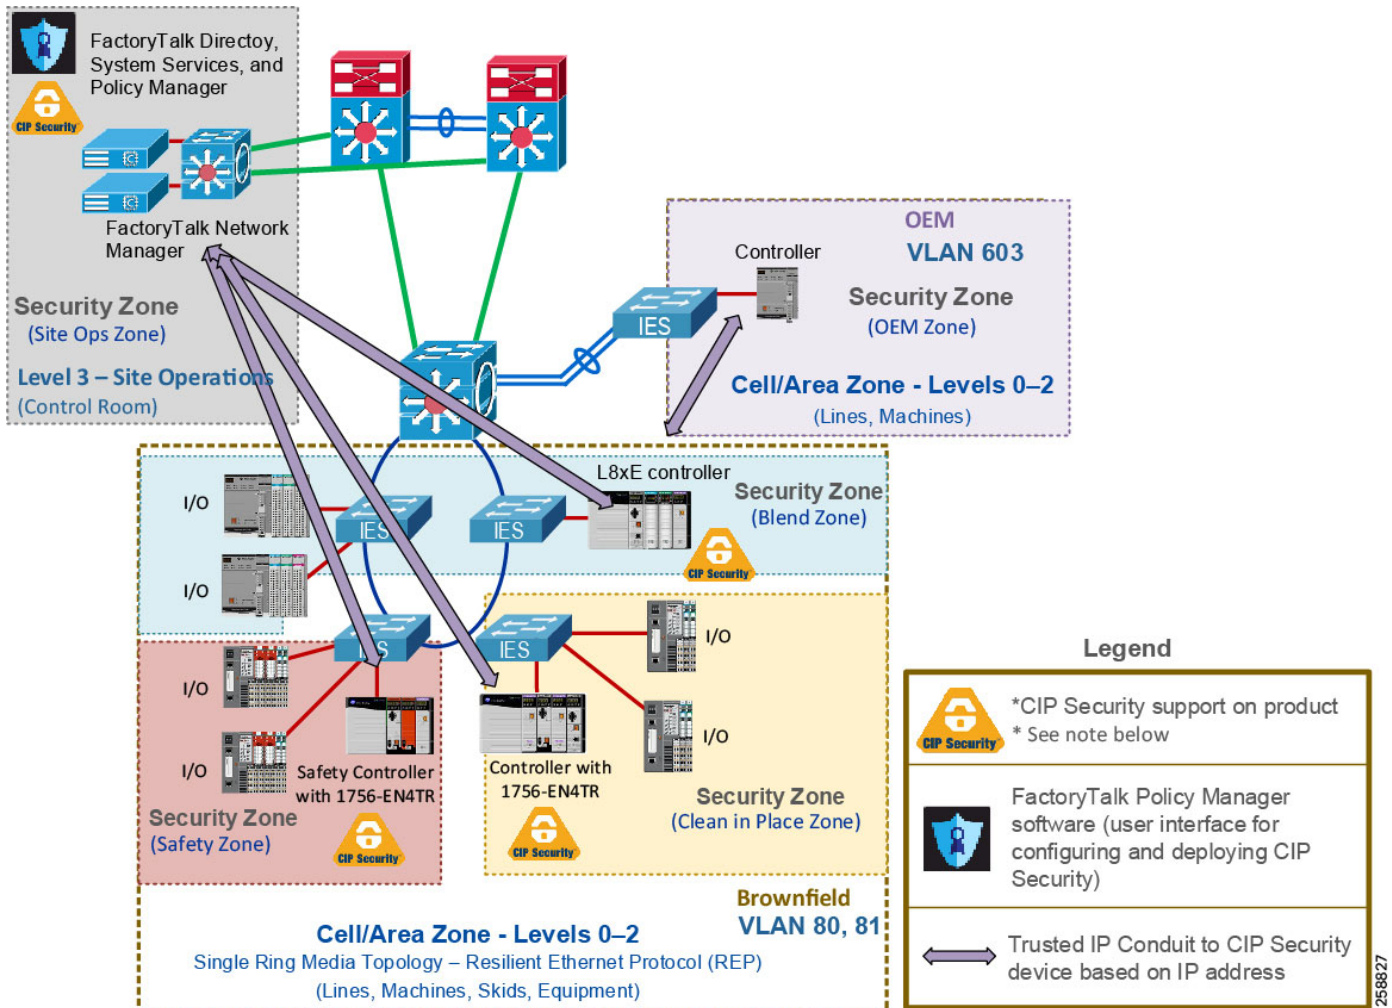 FactoryTalk Directoy,
System Services, and
Policy Manager
CIP Security
FactoryTalk Network
Manager
Security Zone
(Site Ops Zone)
Level 3 – Site Operations
(Control Room)
OEM
VLAN 603
Controller
Security Zone
(OEM Zone)
IES
Cell/Area Zone - Levels 0–2
(Lines, Machines)
L8xE controller
Security Zone
(Blend Zone)
I/O
IES
IES
I/O
CIP Security
IES
IES
I/O
I/O
I/O
I/O
Safety Controller
with 1756-EN4TR
Controller with
1756-EN4TR
Security Zone
(Safety Zone)
CIP Security
CIP Security
Security Zone
(Clean in Place Zone)
Brownfield
VLAN 80, 81
Cell/Area Zone - Levels 0–2
Single Ring Media Topology – Resilient Ethernet Protocol (REP)
(Lines, Machines, Skids, Equipment)
Legend
CIP Security
*CIP Security support on product
* See note below
FactoryTalk Policy Manager
software (user interface for
configuring and deploying CIP
Security)
Trusted IP Conduit to CIP Security
device based on IP address
258827